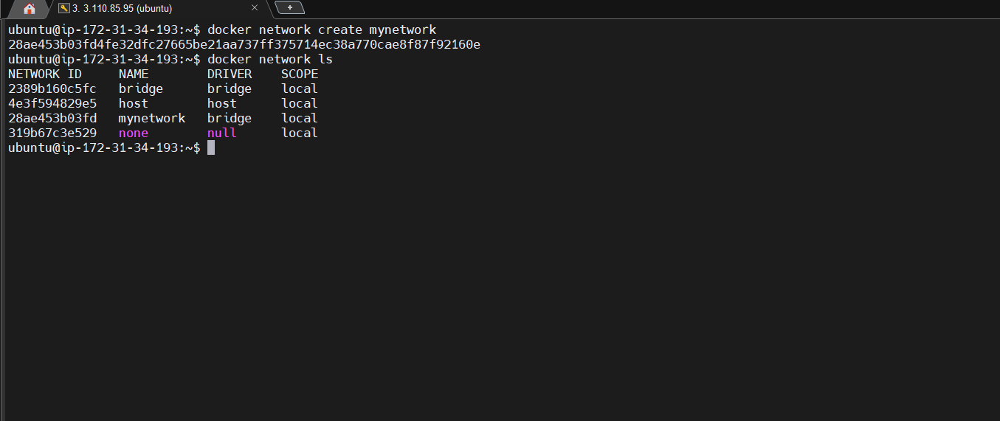 3. 3.110.85.95 (ubuntu)
ubuntu@ip-172-31-34-193:~$ docker network create mynetwork
28ae453b03fd4fe32dfc27665be21aa737ff375714ec38a770cae8f87f92160e
ubuntu@ip-172-31-34-193:~$ docker network ls
NETWORK ID     NAME        DRIVER    SCOPE
2389b160c5fc   bridge      bridge    local
4e3f594829e5   host        host      local
28ae453b03fd   mynetwork   bridge    local
319b67c3e529   none        null      local
ubuntu@ip-172-31-34-193:~$